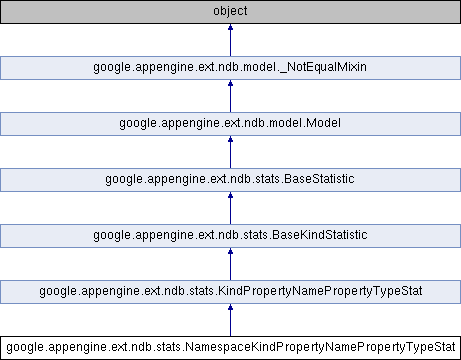 object
google.appengine.ext.ndb.model._NotEqualMixin
google.appengine.ext.ndb.model.Model
google.appengine.ext.ndb.stats.BaseStatistic
google.appengine.ext.ndb.stats.BaseKindStatistic
google.appengine.ext.ndb.stats.KindPropertyNamePropertyTypeStat
google.appengine.ext.ndb.stats.NamespaceKindPropertyNamePropertyTypeStat